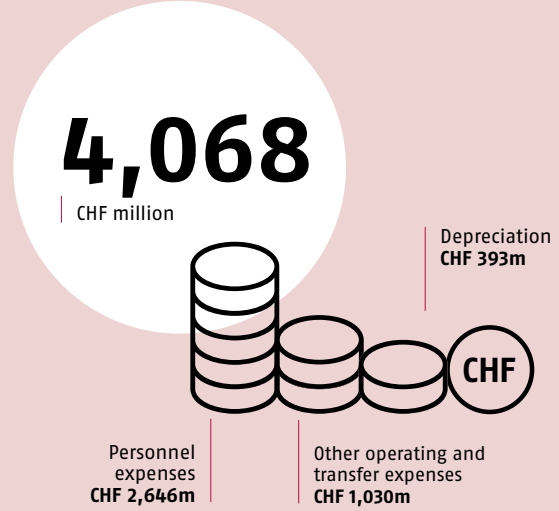 4,068
CHF million
Depreciation
CHF 393m
CHF
Personnel
expenses
CHF 2,646m
Other operating and
transfer expenses
CHF 1,030m